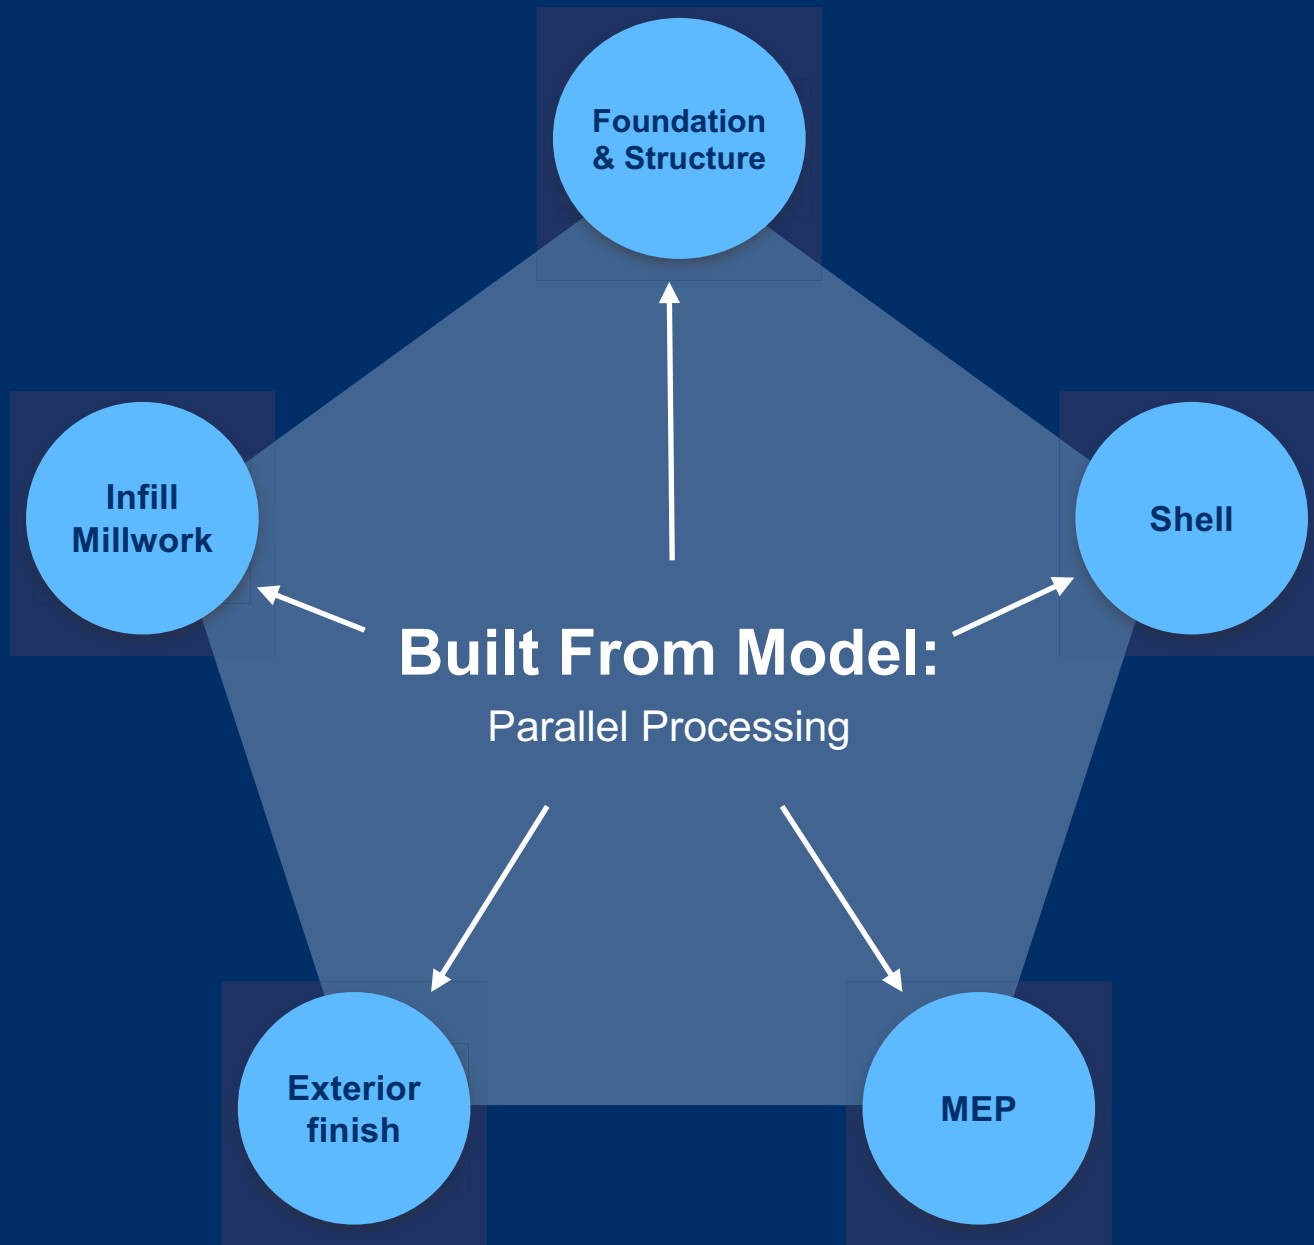 Foundation
& Structure
Infill
Millwork
Shell
Built From Model:
Parallel Processing
Exterior
finish
MEP